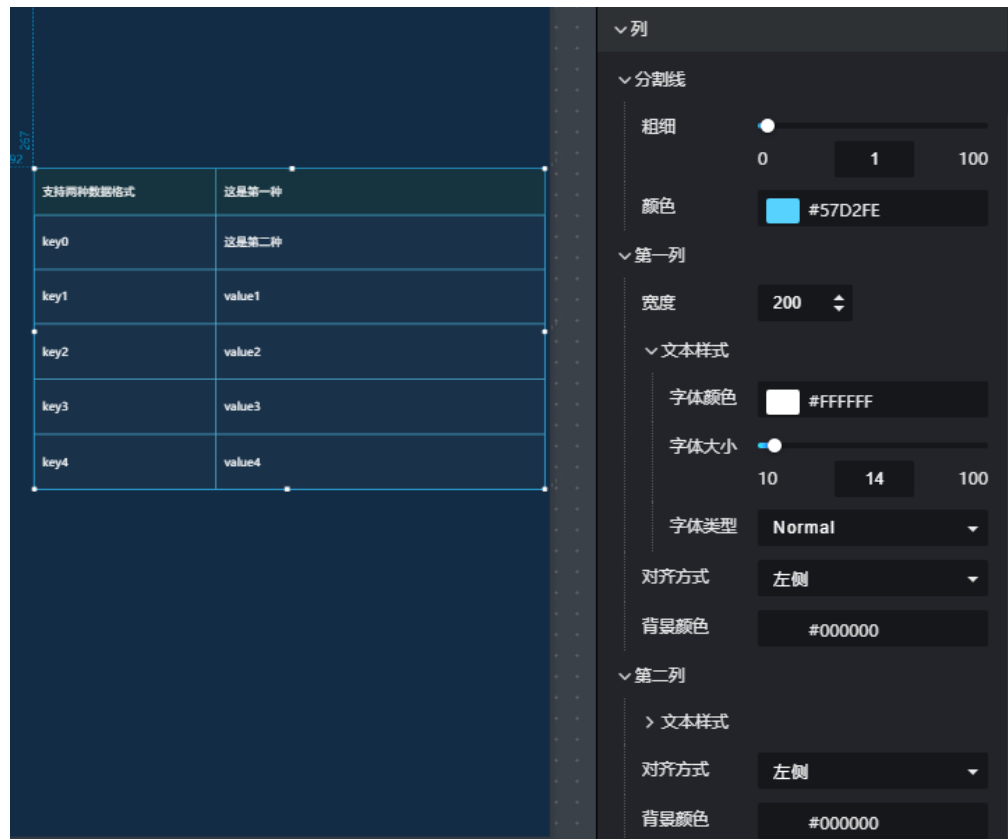 267
92
支持两种数据格式 这是第一种
key0 这是第二种
key1 value1
key2 value2
key3 value3
key4 value4
列
分割线
粗细
0 1 100
颜色 #57D2FE
第一列
宽度 200
文本样式
字体颜色 #FFFFFF
字体大小
10 14 100
字体类型 Normal
对齐方式 左侧
背景颜色 #000000
第二列
文本样式
对齐方式 左侧
背景颜色 #000000